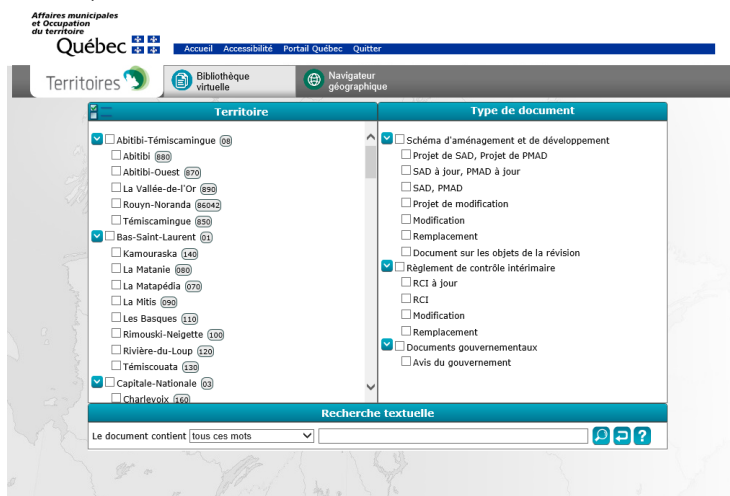 Affaires municipales
et Occupation
du territoire
Québec
Accueil Accessibilité Portail Québec Quitter
Territoires
Bibliothèque
virtuelle
Navigateur
géographique
Territoire
Abitibi-Témiscamingue 08
Abitibi 880
Abitibi-Ouest 870
La Vallée-de-l'Or 890
Rouyn-Noranda 86042
Témiscamingue 850
Bas-Saint-Laurent 01
Kamouraska 140
La Matanie 080
La Matapédia 070
La Mitis 090
Les Basques 110
Rimouski-Neigette 100
Rivière-du-Loup 120
Témiscouata 130
Capitale-Nationale 03
Charlevoix 160
Type de document
Schéma d'aménagement et de développement
Projet de SAD, Projet de PMAD
SAD à jour, PMAD à jour
SAD, PMAD
Projet de modification
Modification
Remplacement
Document sur les objets de la révision
Règlement de contrôle intérimaire
RCI à jour
RCI
Modification
Remplacement
Documents gouvernementaux
Avis du gouvernement
Recherche textuelle
Le document contient tous ces mots
?